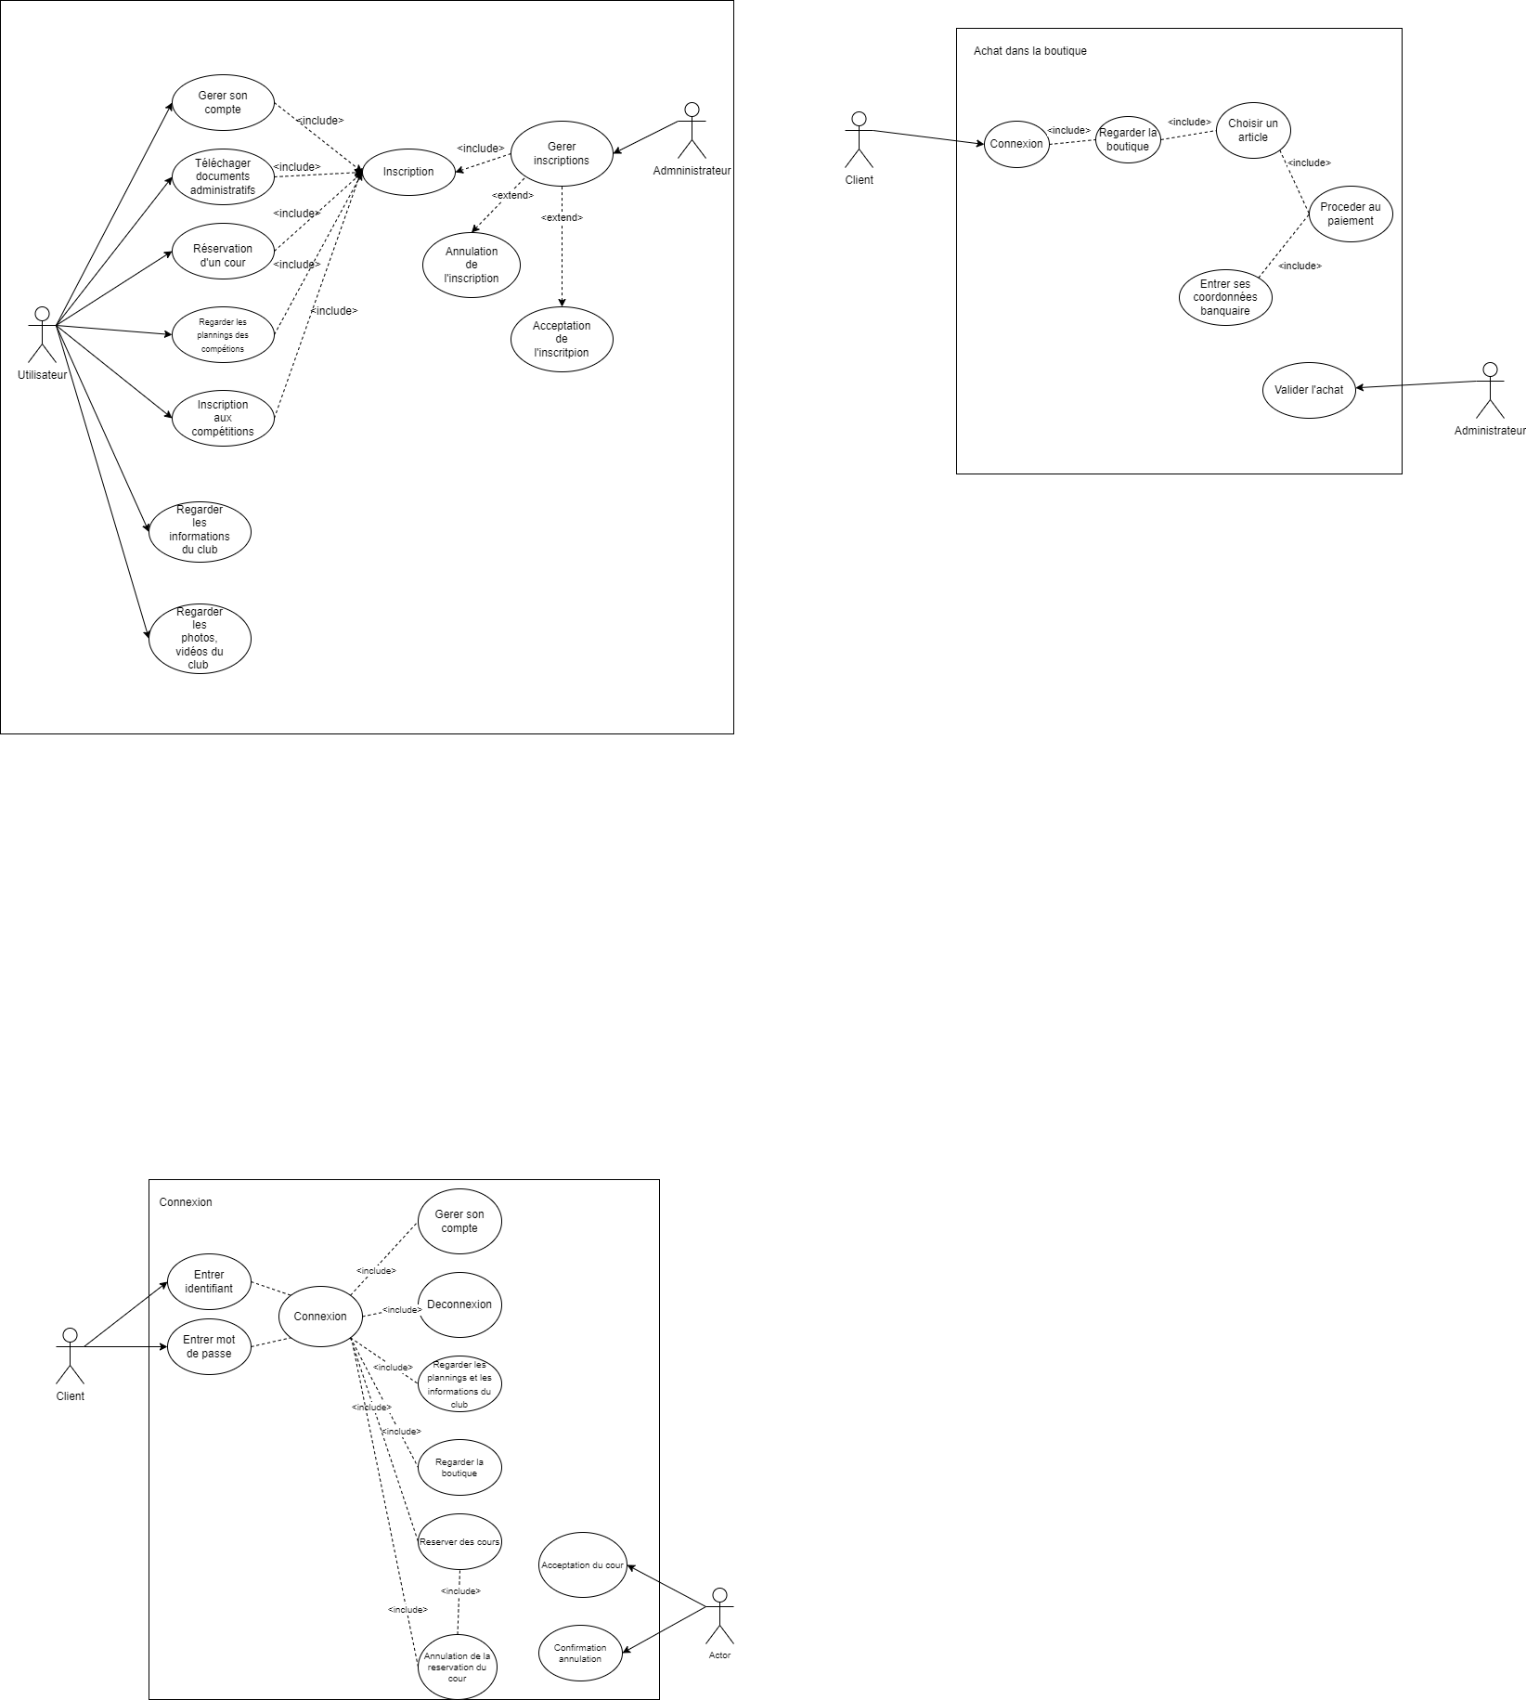 Gerer son
compte
<include>
Téléchager
documents
administratifs
<include>
Inscription
<include>
Gerer
inscriptions
Admninistrateur
<extend>
<extend>
<include>
Réservation
d'un cour
<include>
Annulation
de
l'inscription
Regarder les
plannings des
compétions
<include>
Acceptation
de
l'inscritpion
Utilisateur
Inscription
aux
compétitions
Regarder
les
informations
du club
Regarder
les
photos,
vidéos du
club
Achat dans la boutique
Client
Connexion
<include>
Regarder la
boutique
<include>
Choisir un
article
<include>
Proceder au
paiement
<include>
Entrer ses
coordonnées
banquaire
Valider l'achat
Administrateur
Connexion
Gerer son
compte
Entrer
identifiant
<include>
Connexion
<include>
Deconnexion
Entrer mot
de passe
Client
<include>
Regarder les
plannings et les
informations du
club
<include>
<include>
Regarder la
boutique
Reserver des cours
<include>
<include>
Annulation de la
reservation du
cour
Acceptation du cour
Confirmation
annulation
Actor